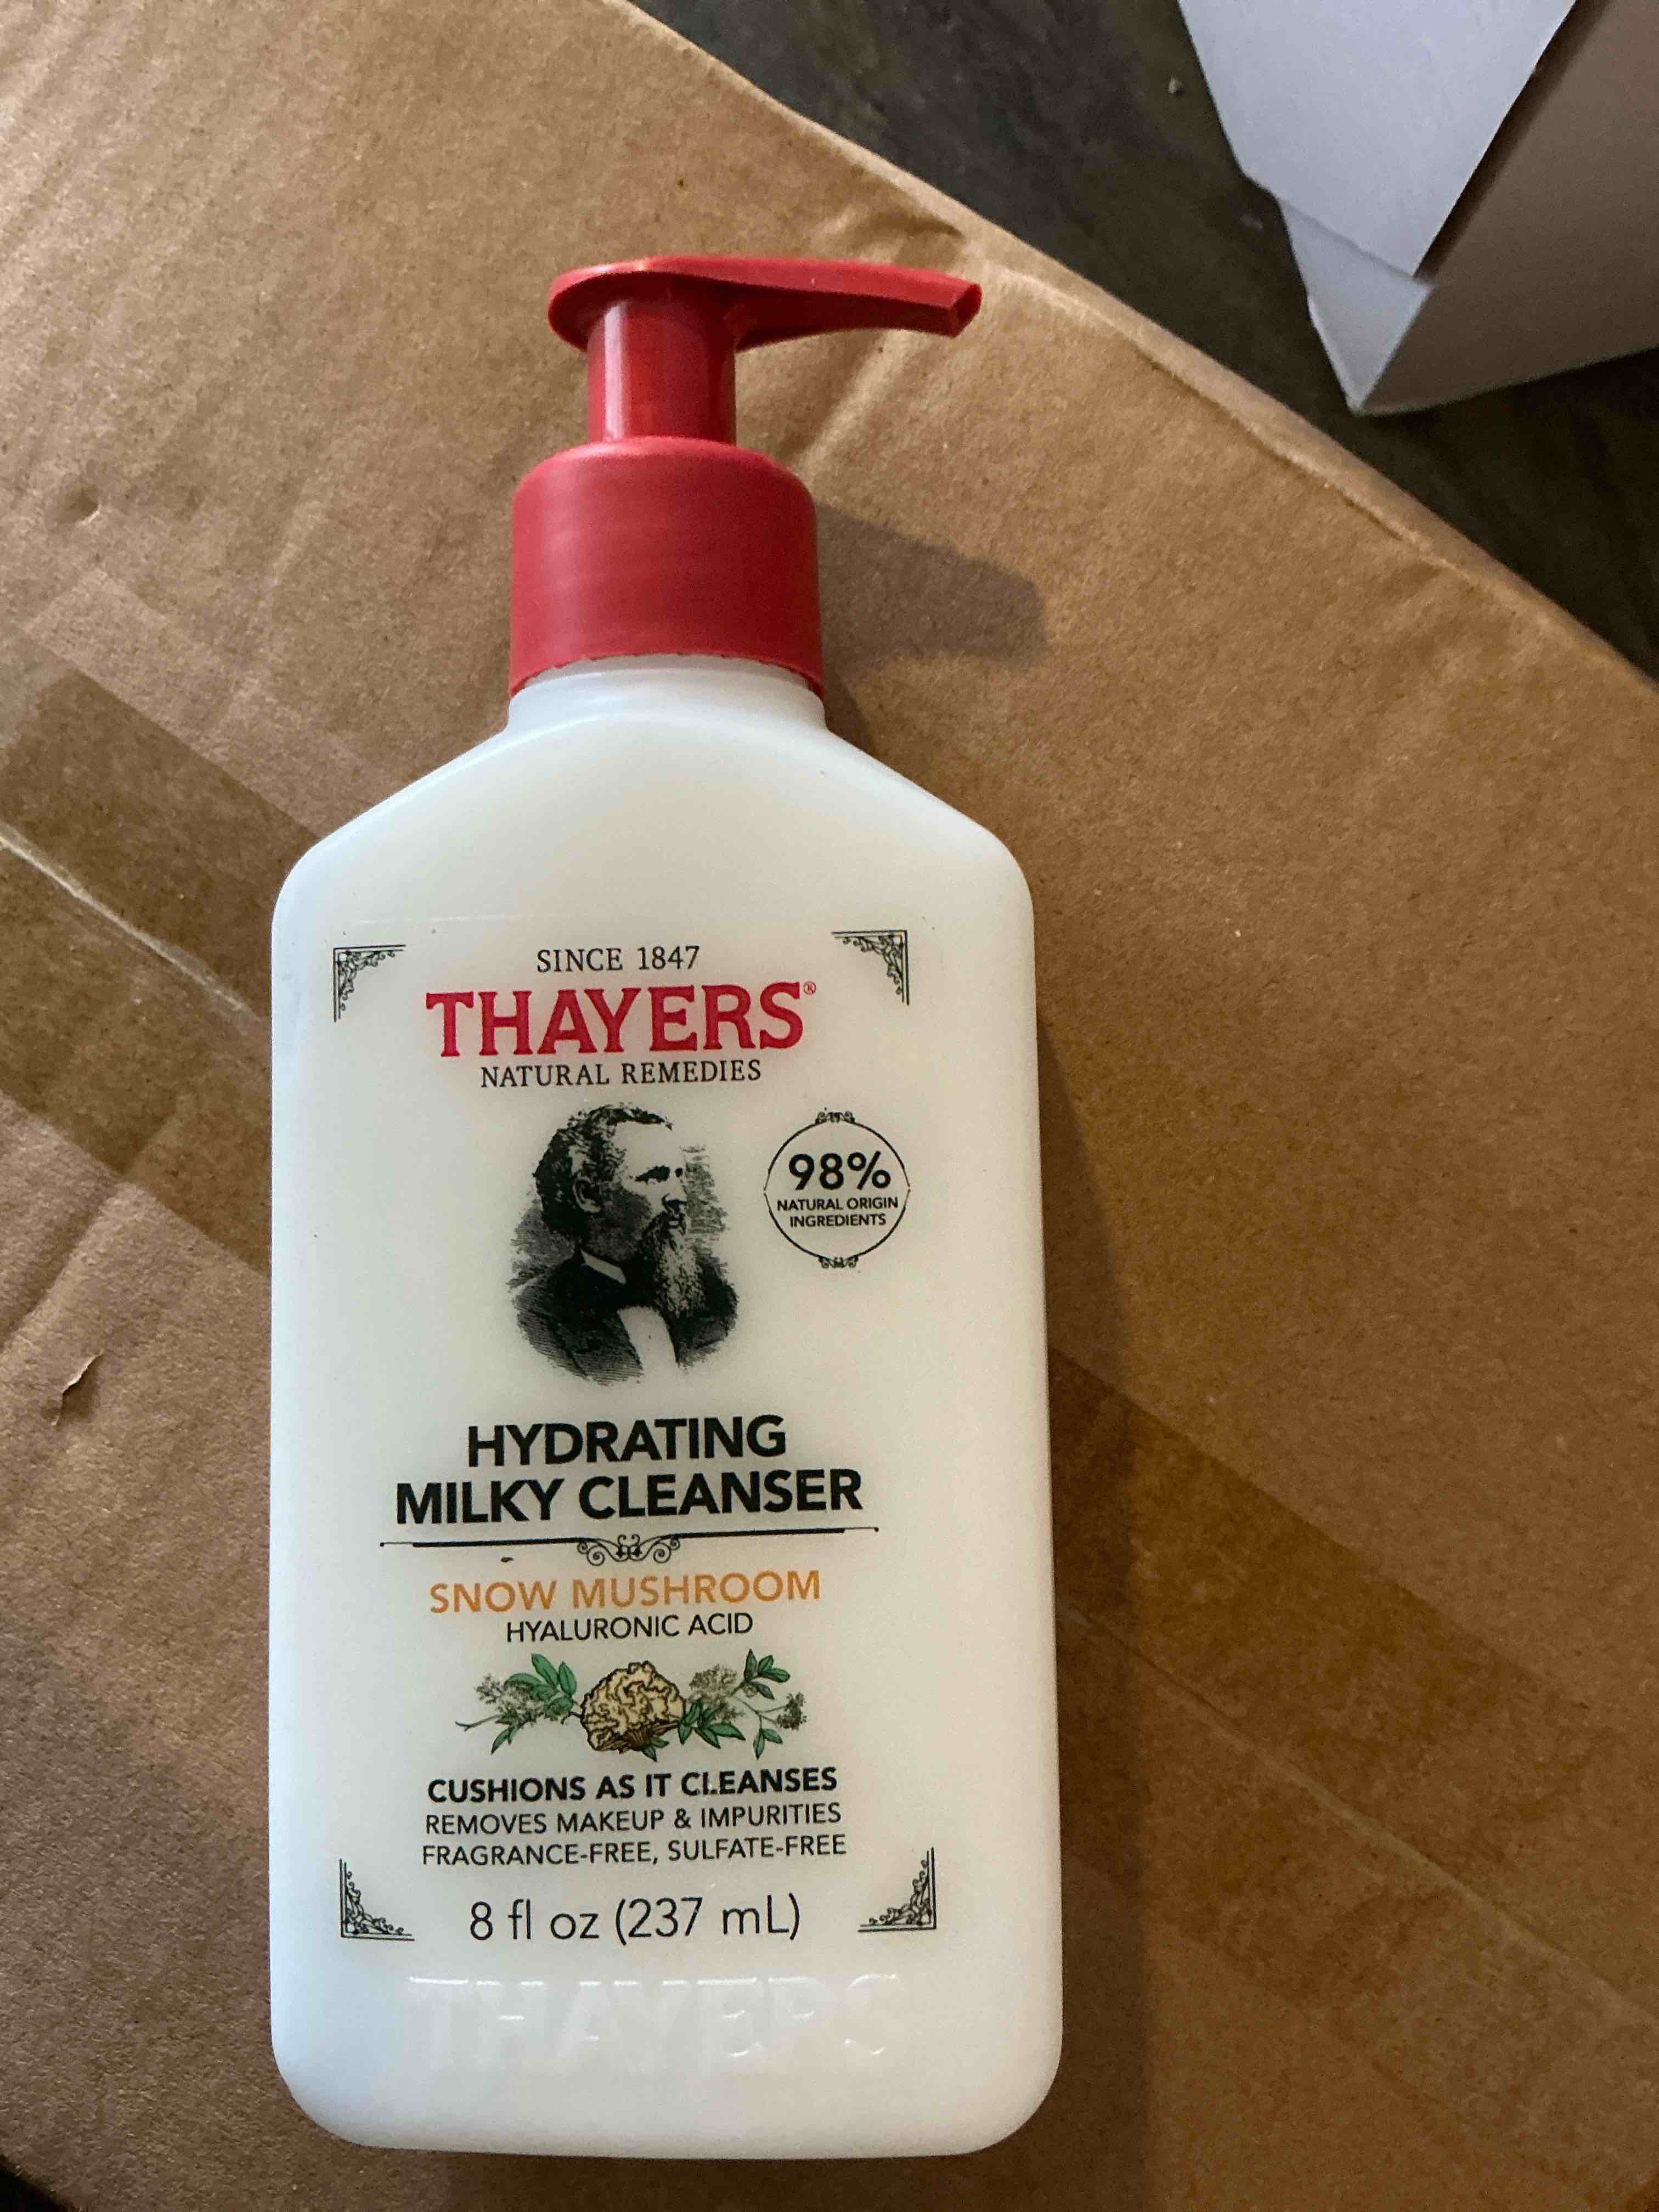 SINCE 1847
THAYERS®
NATURAL REMEDIES
98%
NATURAL ORIGIN
INGREDIENTS
HYDRATING
MILKY CLEANSER
SNOW MUSHROOM
HYALURONIC ACID
CUSHIONS AS IT CLEANSES
REMOVES MAKEUP & IMPURITIES
FRAGRANCE-FREE, SULFATE-FREE
8 fl oz (237 mL)
THAYERS